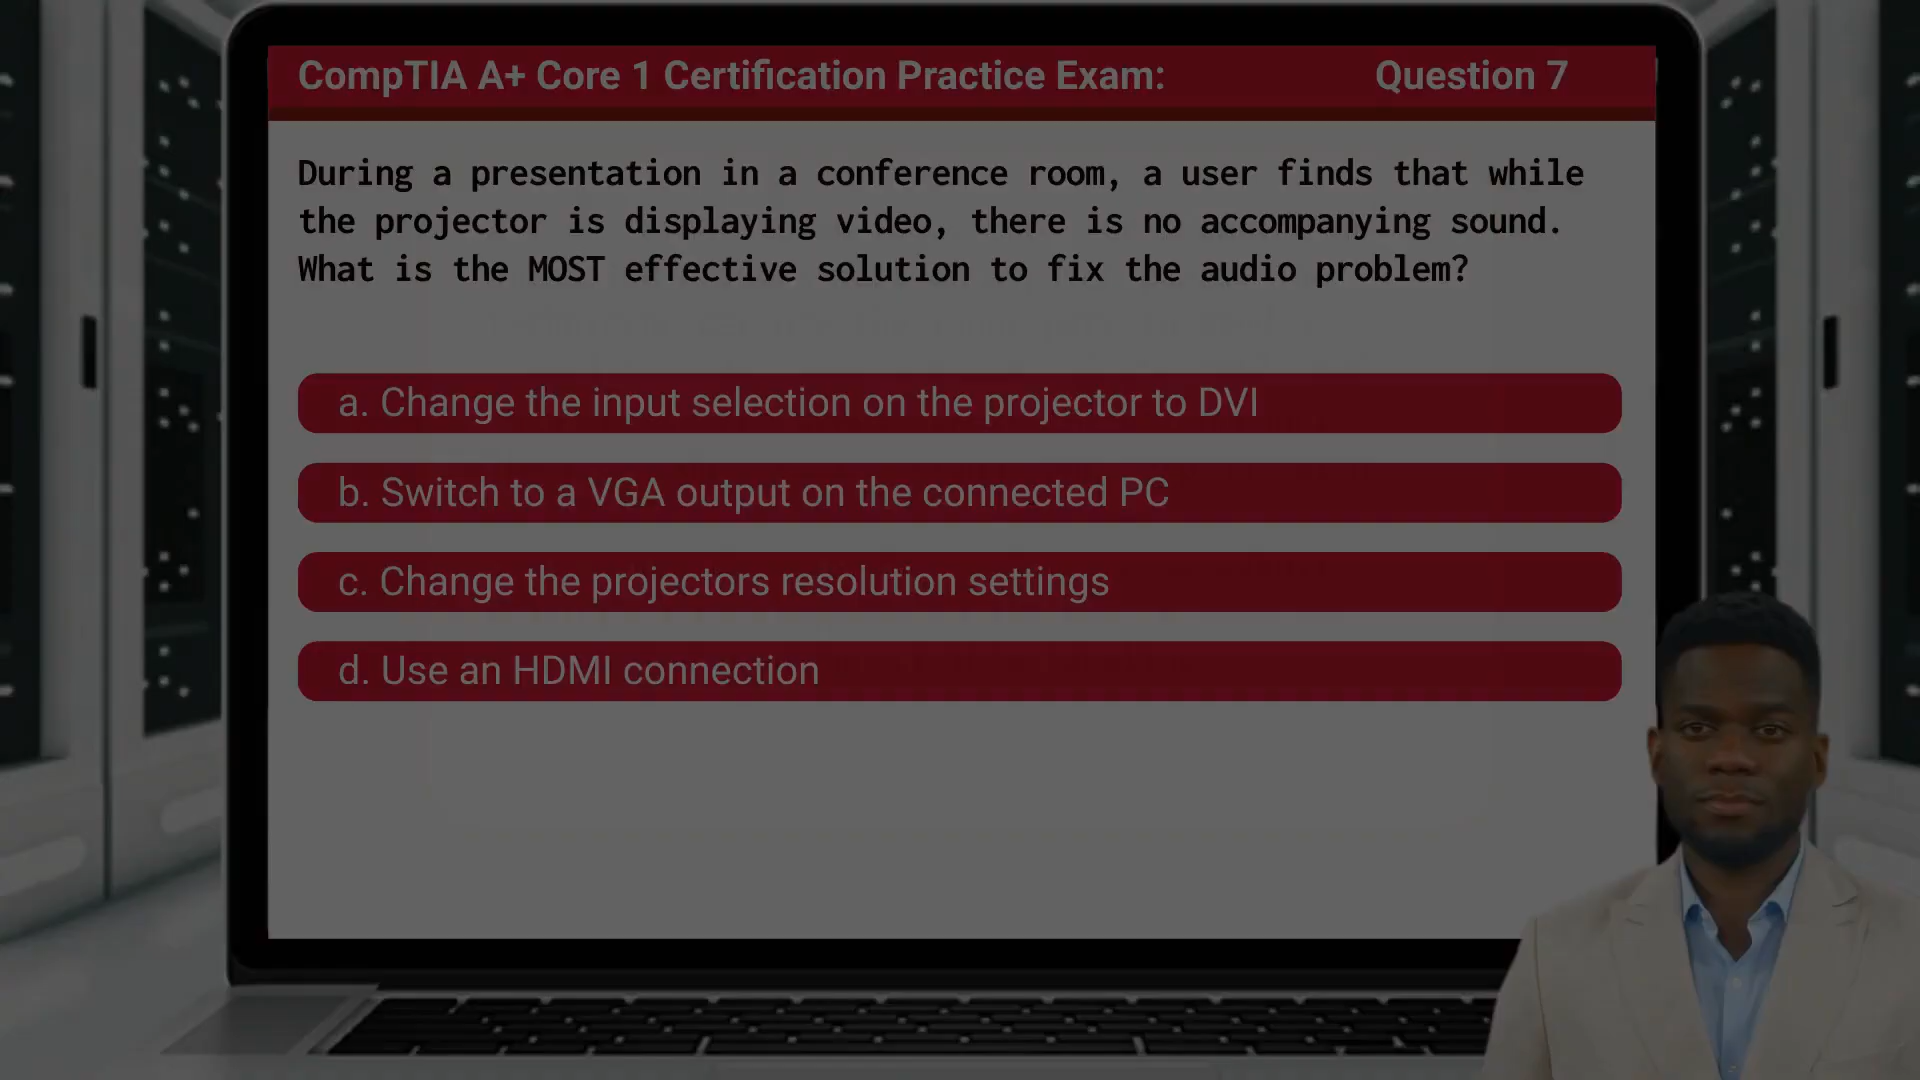 CompTIA A+ Core 1 Certification Practice Exam: Question 7
During a presentation in a conference room, a user finds that while
the projector is displaying video, there is no accompanying sound.
What is the MOST effective solution to fix the audio problem?
a. Change the input selection on the projector to DVI
b. Switch to a VGA output on the connected PC
c. Change the projectors resolution settings
d. Use an HDMI connection